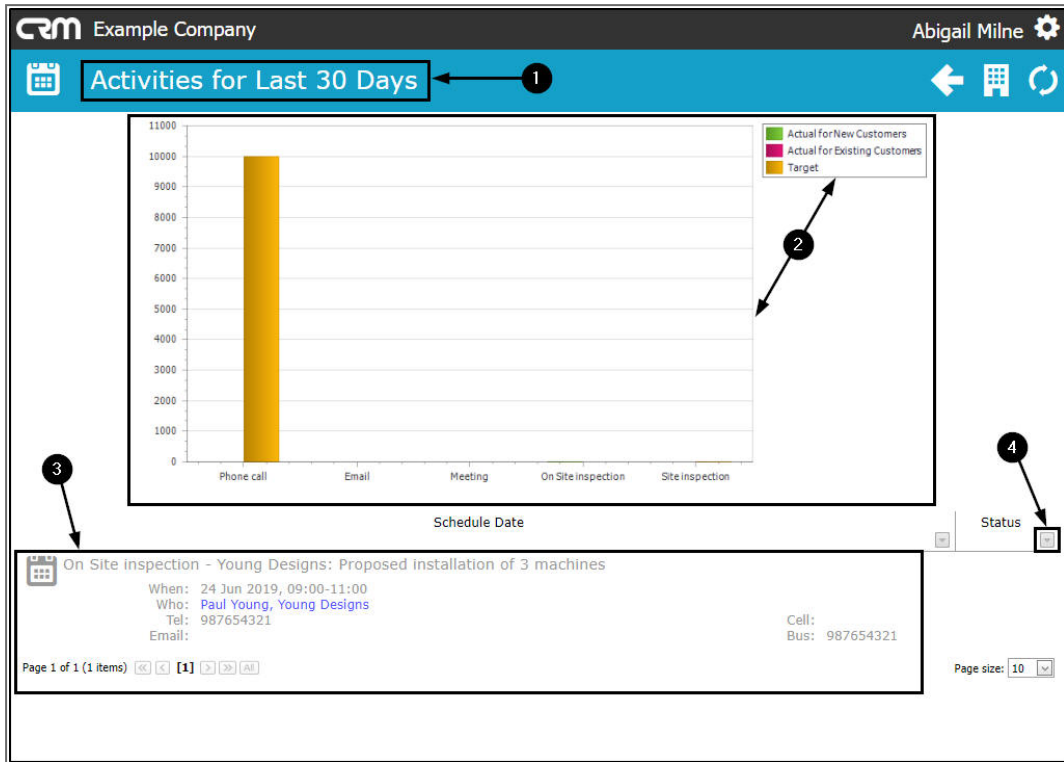 CRM Example Company
Abigail Milne
Activities for Last 30 Days
1
11000
10000
9000
8000
7000
6000
5000
4000
3000
2000
1000
0
Phone call Email Meeting On Site inspection Site inspection
Actual for New Customers
Actual for Existing Customers
Target
2
3
4
Schedule Date
Status
On Site inspection - Young Designs: Proposed installation of 3 machines
When: 24 Jun 2019, 09:00-11:00
Who: Paul Young, Young Designs
Tel: 987654321 Cell:
Email: Bus: 987654321
Page 1 of 1 (1 items) [1] All Page size: 10